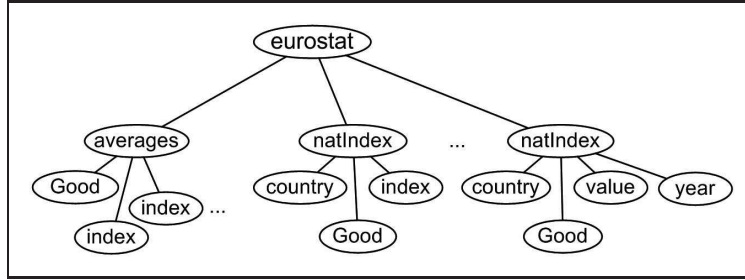 eurostat
averages natIndex ... natIndex
Good country index country value year
index ...
index Good Good